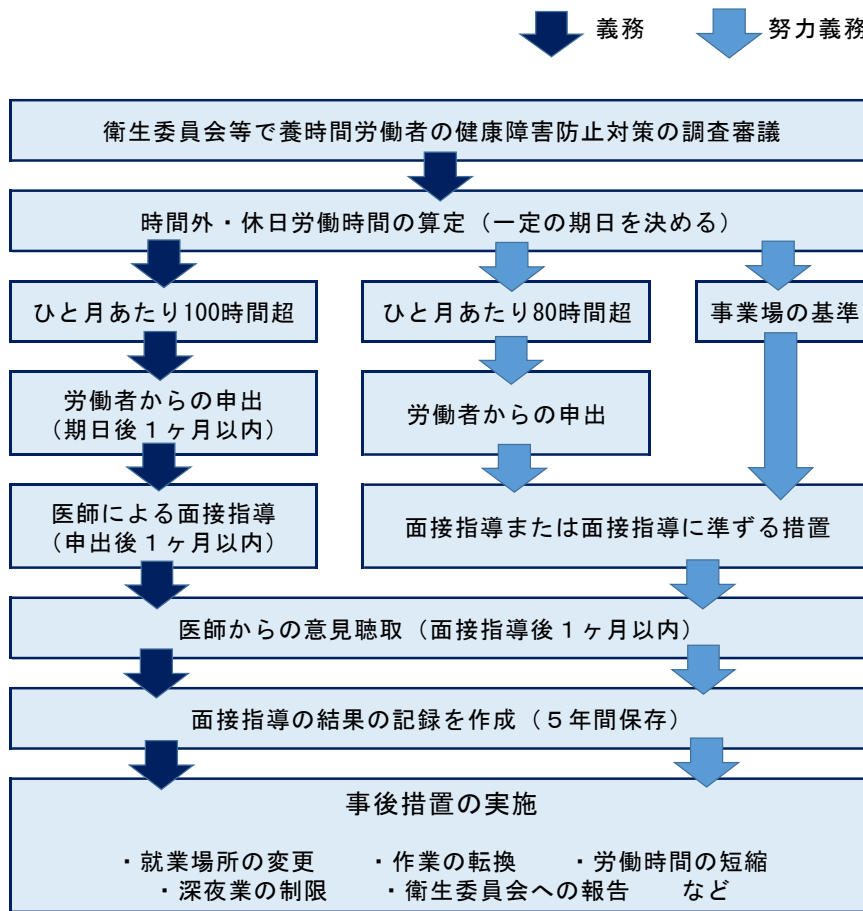 義務 努力義務
衛生委員会等で養時間労働者の健康障害防止対策の調査審議
時間外・休日労働時間の算定（一定の期日を決める）
ひと月あたり100時間超 ひと月あたり80時間超 事業場の基準
労働者からの申出
（期日後１ヶ月以内）
労働者からの申出
医師による面接指導
（申出後１ヶ月以内）
面接指導または面接指導に準ずる措置
医師からの意見聴取（面接指導後１ヶ月以内）
面接指導の結果の記録を作成（５年間保存）
事後措置の実施
・就業場所の変更 ・作業の転換 ・労働時間の短縮
・深夜業の制限 ・衛生委員会への報告 など